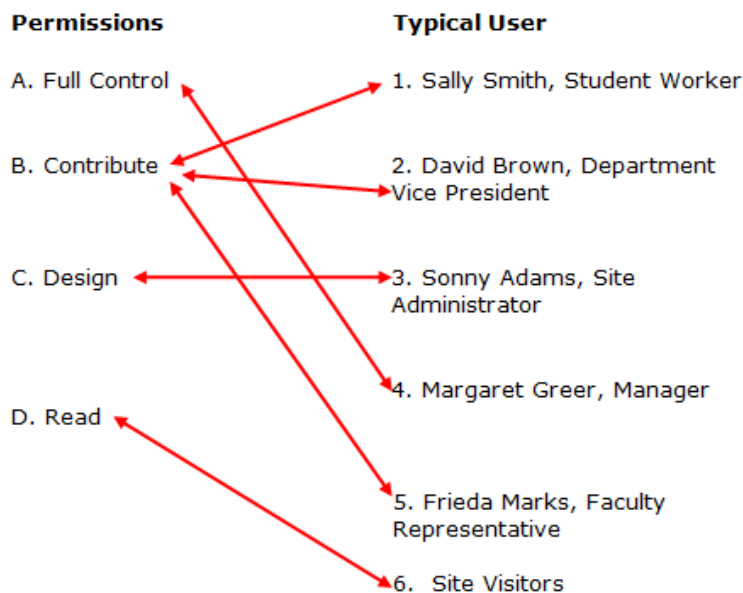 Permissions Typical User
A. Full Control 1. Sally Smith, Student Worker
B. Contribute 2. David Brown, Department
Vice President
C. Design 3. Sonny Adams, Site
Administrator
4. Margaret Greer, Manager
D. Read
5. Frieda Marks, Faculty
Representative
6. Site Visitors